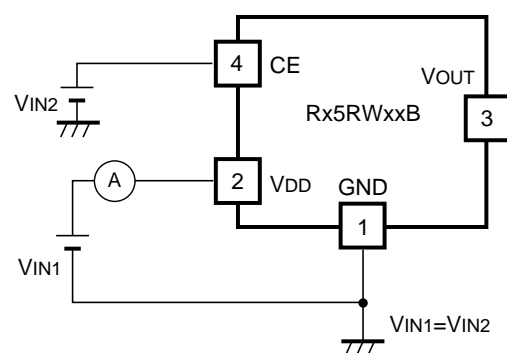 4
CE
VOUT
VIN2
Rx5RWxxB
3
A
2
VDD
GND
1
VIN1
VIN1=VIN2